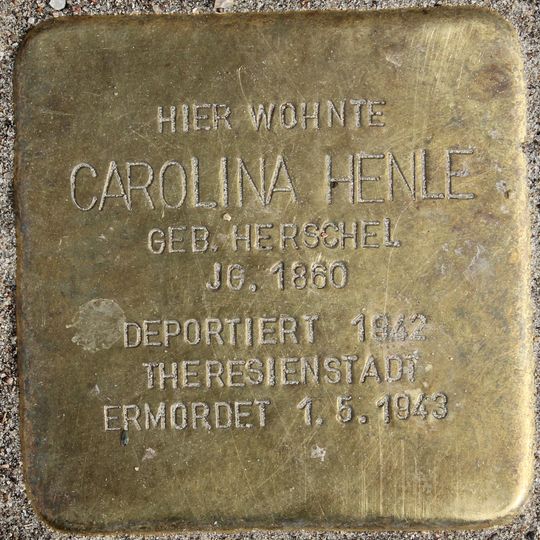 HIER WOHNTE
CAROLINA HENLE
GEB. HERSCHEL
JG. 1860
DEPORTIERT 1942
THERESIENSTADT
ERMORDET 1.5.1943